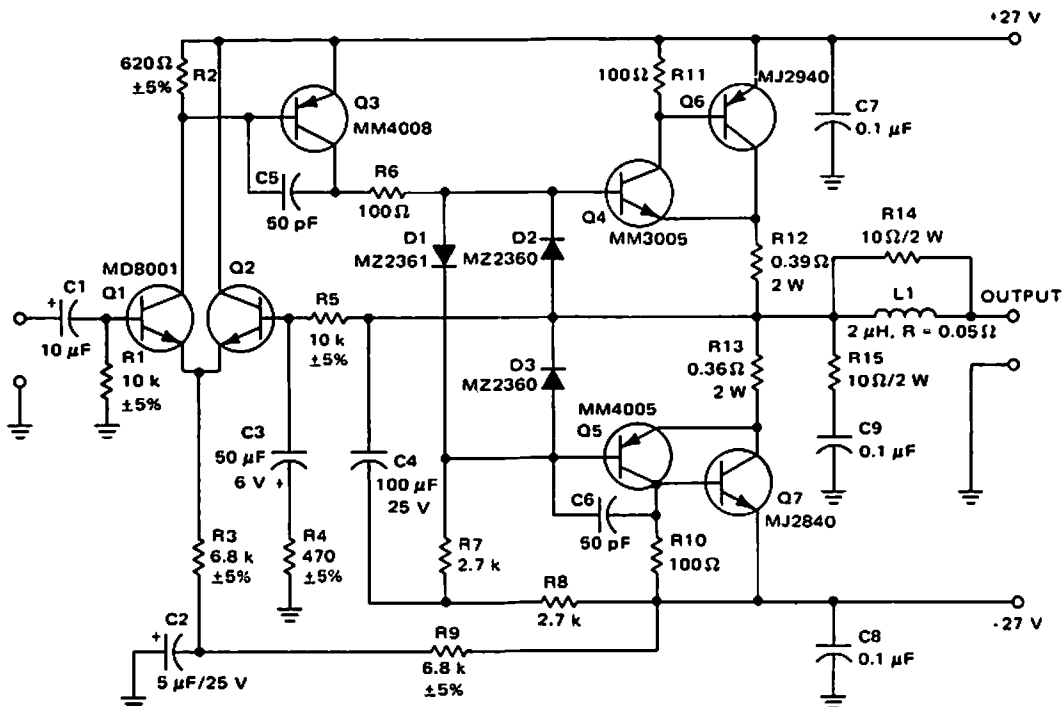 +27 V
620Ω
±5%
R2
Q3
MM4008
100Ω
R11
Q6
MJ2940
C7
0.1 µF
C5
50 pF
R6
100Ω
D1
MZ2361
D2
MZ2360
Q4
MM3005
R12
0.39Ω
2 W
R14
10Ω/2 W
L1
2 µH, R = 0.05Ω
OUTPUT
MD8001
Q1
Q2
C1
+
10 µF
R1
10 k
±5%
R5
10 k
±5%
D3
MZ2360
R13
0.36Ω
2 W
R15
10Ω/2 W
C9
0.1 µF
MM4005
Q5
C3
50 µF
6 V
+
C4
100 µF
25 V
C6
50 pF
Q7
MJ2840
R3
6.8 k
±5%
R4
470
±5%
R7
2.7 k
R10
100Ω
R8
2.7 k
-27 V
C2
+
5 µF/25 V
R9
6.8 k
±5%
C8
0.1 µF